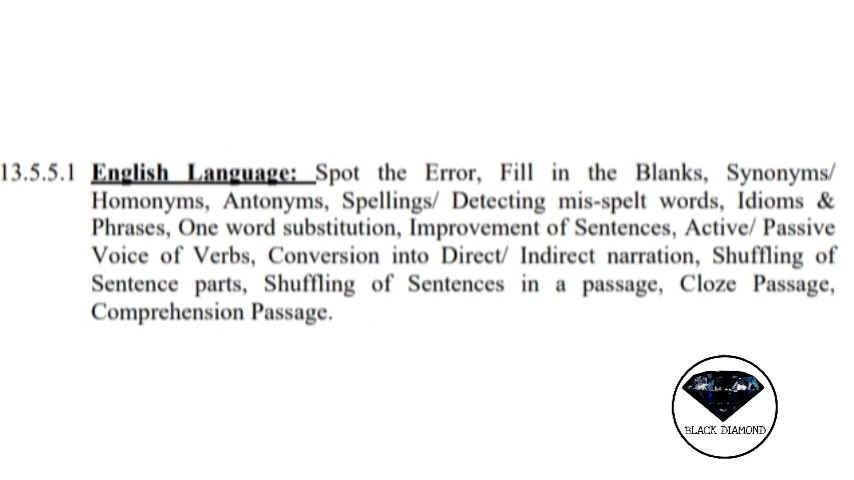 13.5.5.1 English Language: Spot the Error, Fill in the Blanks, Synonyms/
Homonyms, Antonyms, Spellings/ Detecting mis-spelt words, Idioms &
Phrases, One word substitution, Improvement of Sentences, Active/ Passive
Voice of Verbs, Conversion into Direct/ Indirect narration, Shuffling of
Sentence parts, Shuffling of Sentences in a passage, Cloze Passage,
Comprehension Passage.
BLACK DIAMOND